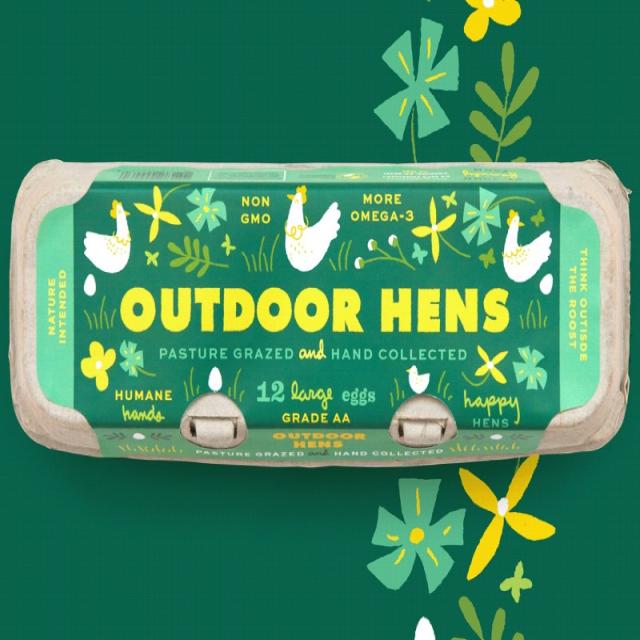 NON
GMO
MORE
OMEGA-3
NATURE
INTENDED
OUTDOOR HENS
THINK OUTISDE
THE ROOST
PASTURE GRAZED and HAND COLLECTED
HUMANE
hands
12 large eggs
GRADE AA
happy
HENS
OUTDOOR
HENS
PASTURE GRAZED and HAND COLLECTED